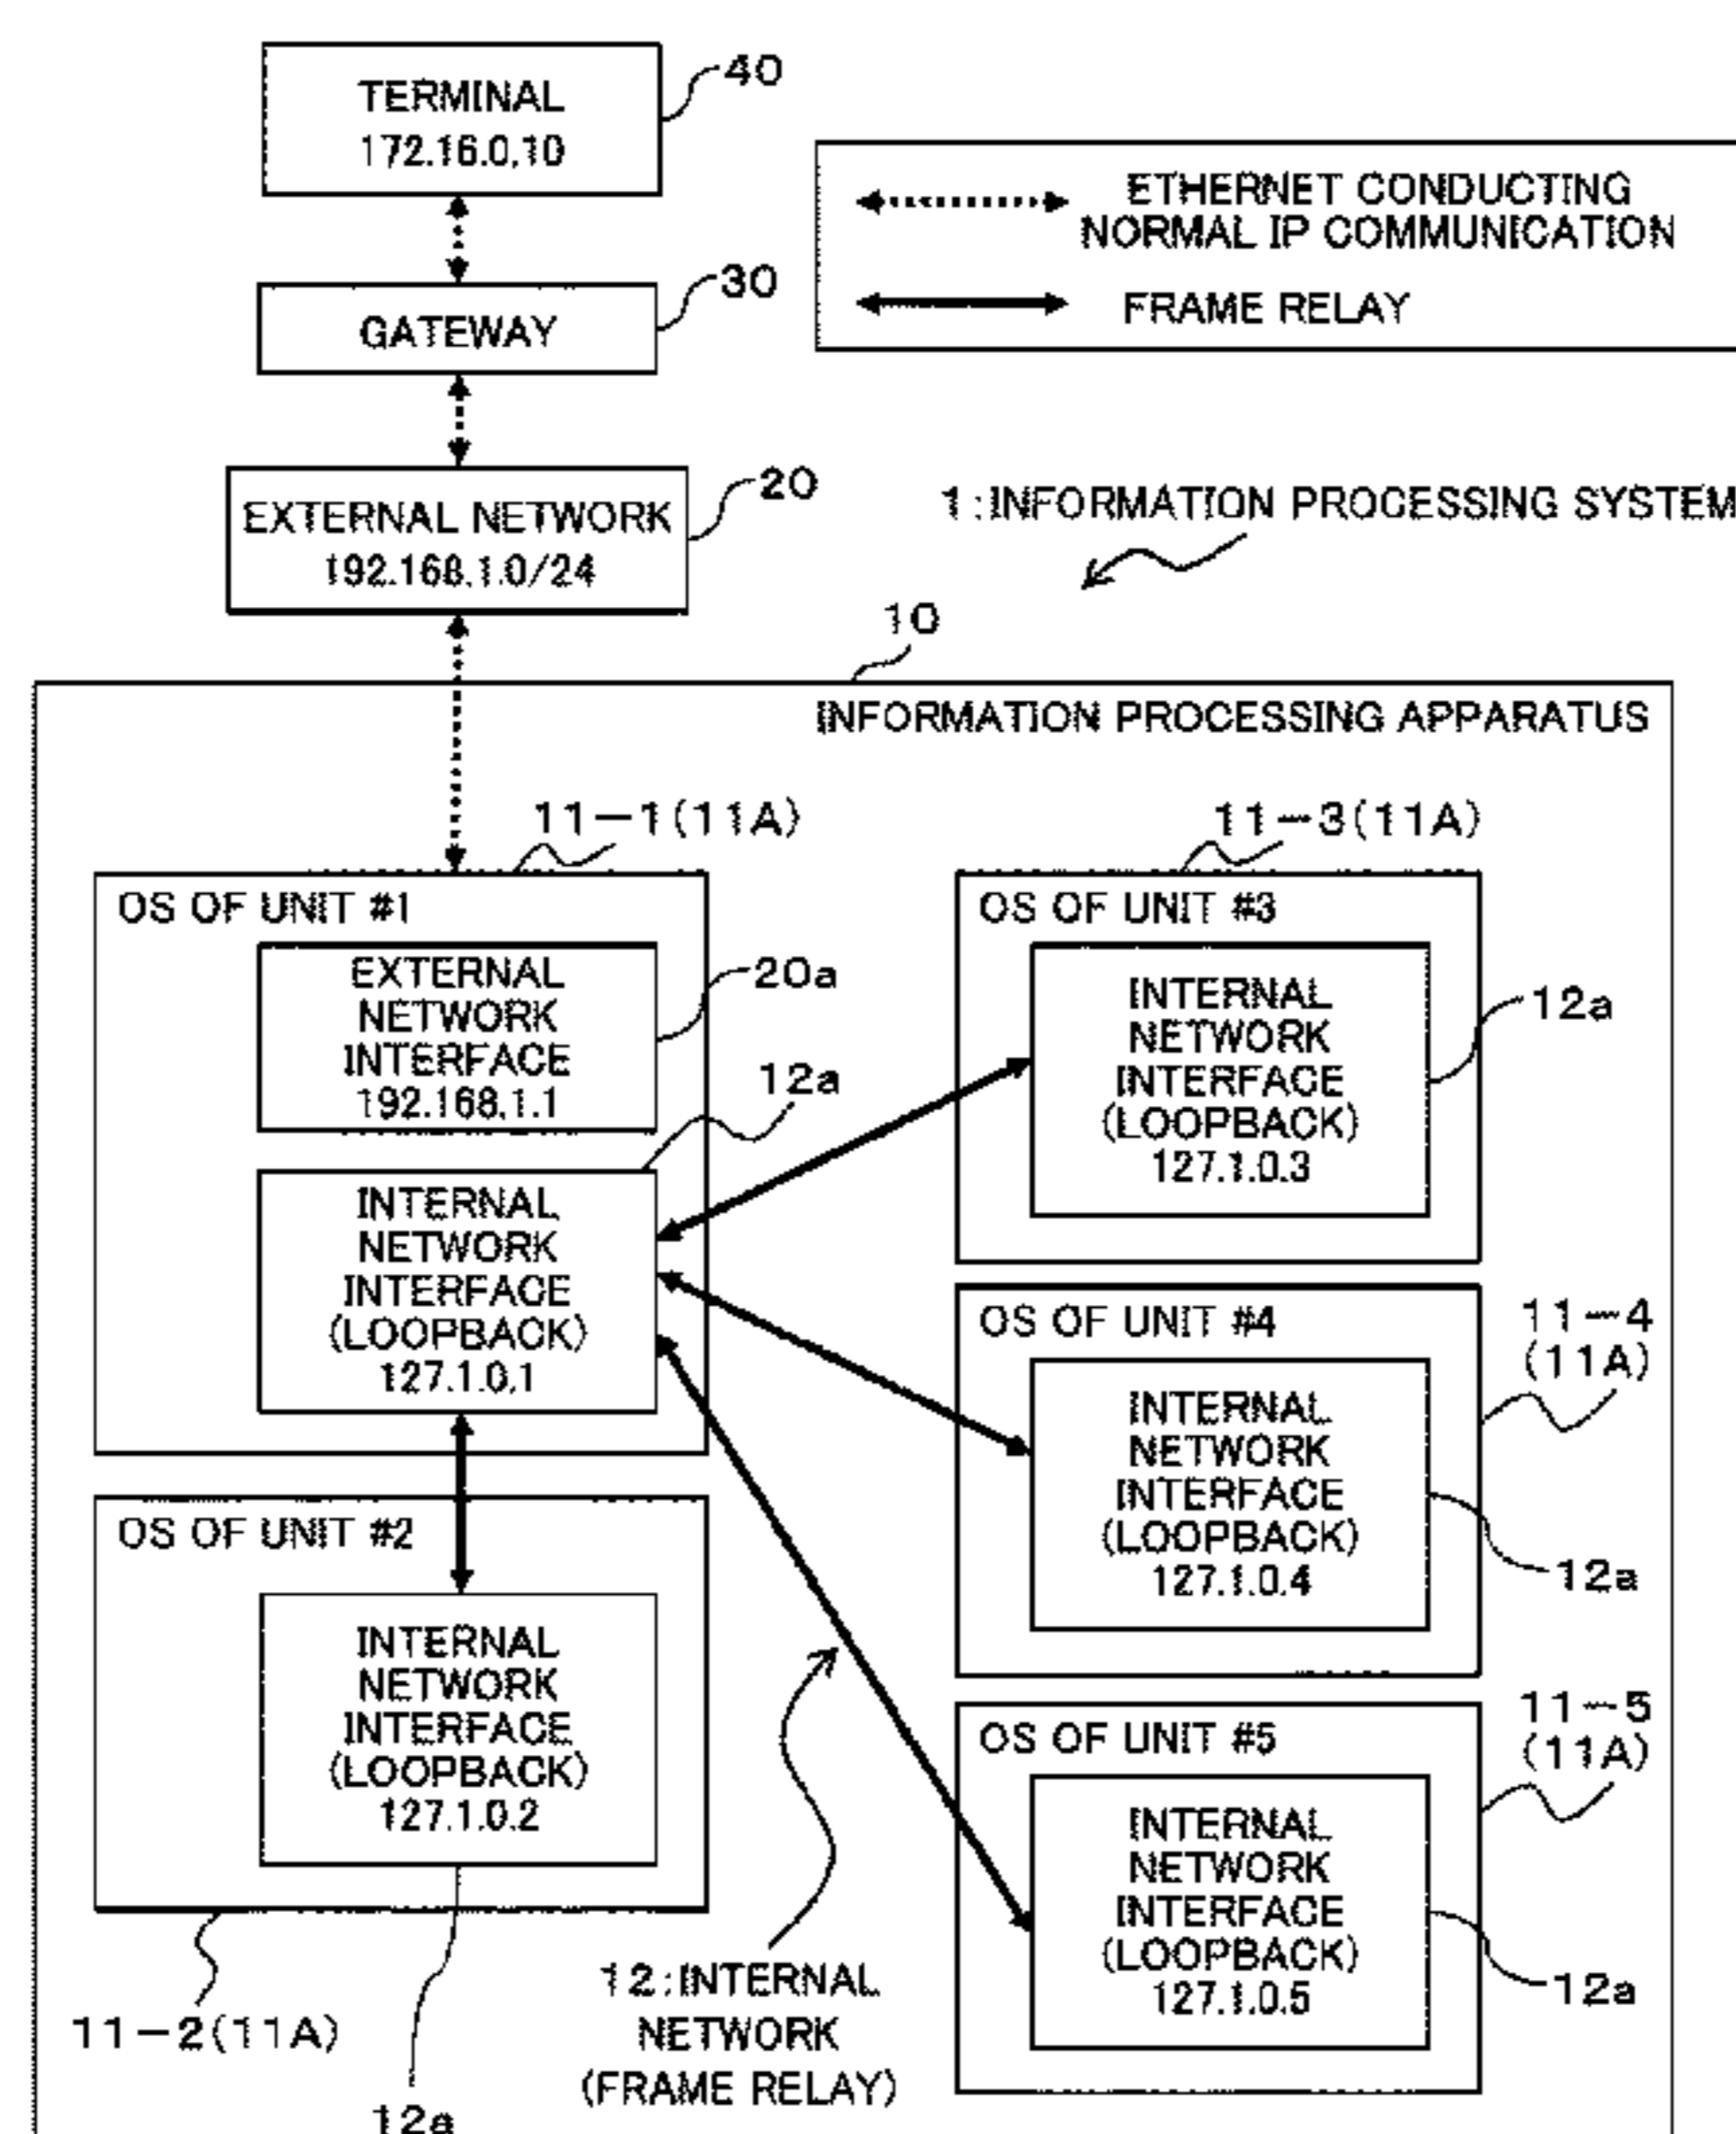 40
TERMINAL
172.16.0.10
ETHERNET CONDUCTING
NORMAL IP COMMUNICATION
FRAME RELAY
30
GATEWAY
20
EXTERNAL NETWORK
192.168.1.0/24
1:INFORMATION PROCESSING SYSTEM
10
INFORMATION PROCESSING APPARATUS
11-1(11A)
OS OF UNIT #1
EXTERNAL
NETWORK
INTERFACE
192.168.1.1
20a
12a
INTERNAL
NETWORK
INTERFACE
(LOOPBACK)
127.1.0.1
11-3(11A)
OS OF UNIT #3
INTERNAL
NETWORK
INTERFACE
(LOOPBACK)
127.1.0.3
12a
OS OF UNIT #4
11-4
(11A)
INTERNAL
NETWORK
INTERFACE
(LOOPBACK)
127.1.0.4
12a
OS OF UNIT #2
INTERNAL
NETWORK
INTERFACE
(LOOPBACK)
127.1.0.2
11-2(11A)
12a
12:INTERNAL
NETWORK
(FRAME RELAY)
OS OF UNIT #5
11-5
(11A)
INTERNAL
NETWORK
INTERFACE
(LOOPBACK)
127.1.0.5
12a